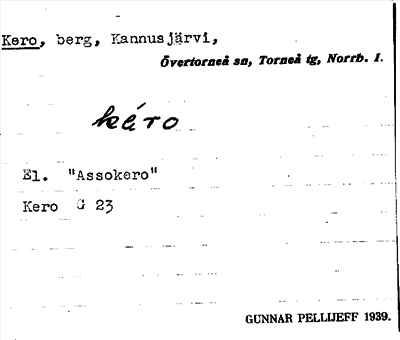 Kero, berg, Kannusjärvi,
Övertorneå sn, Torneå tg, Norrb. l.
kéro
El. "Assokero"
Kero G 23
GUNNAR PELLIJEFF 1939.